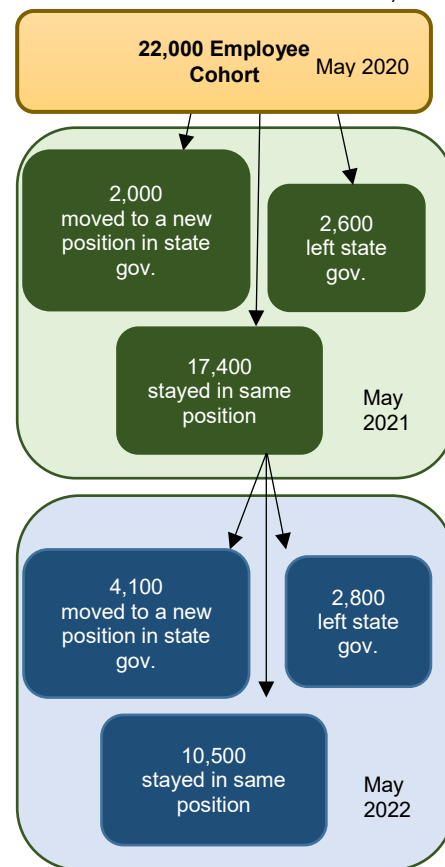 22,000 Employee
Cohort
May 2020
2,000
moved to a new
position in state
gov.
2,600
left state
gov.
17,400
stayed in same
position
May
2021
4,100
moved to a new
position in state
gov.
2,800
left state
gov.
10,500
stayed in same
position
May
2022